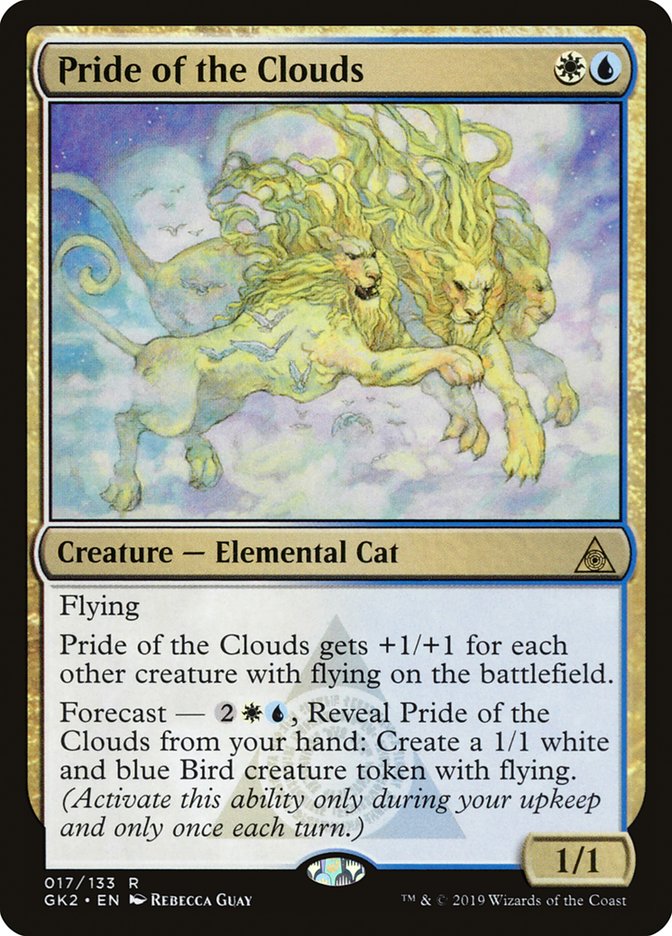 Pride of the Clouds
Creature — Elemental Cat
Flying
Pride of the Clouds gets +1/+1 for each
other creature with flying on the battlefield.
Forecast — 2, Reveal Pride of the
Clouds from your hand: Create a 1/1 white
and blue Bird creature token with flying.
(Activate this ability only during your upkeep
and only once each turn.)
1/1
017/133 R
GK2 • EN Rebecca Guay
™ & © 2019 Wizards of the Coast